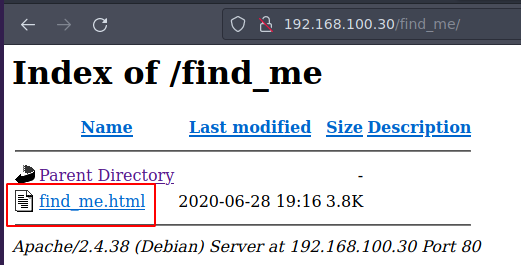 192.168.100.30/find_me/
Index of /find_me
Name Last modified Size Description
Parent Directory -
find_me.html 2020-06-28 19:16 3.8K
Apache/2.4.38 (Debian) Server at 192.168.100.30 Port 80